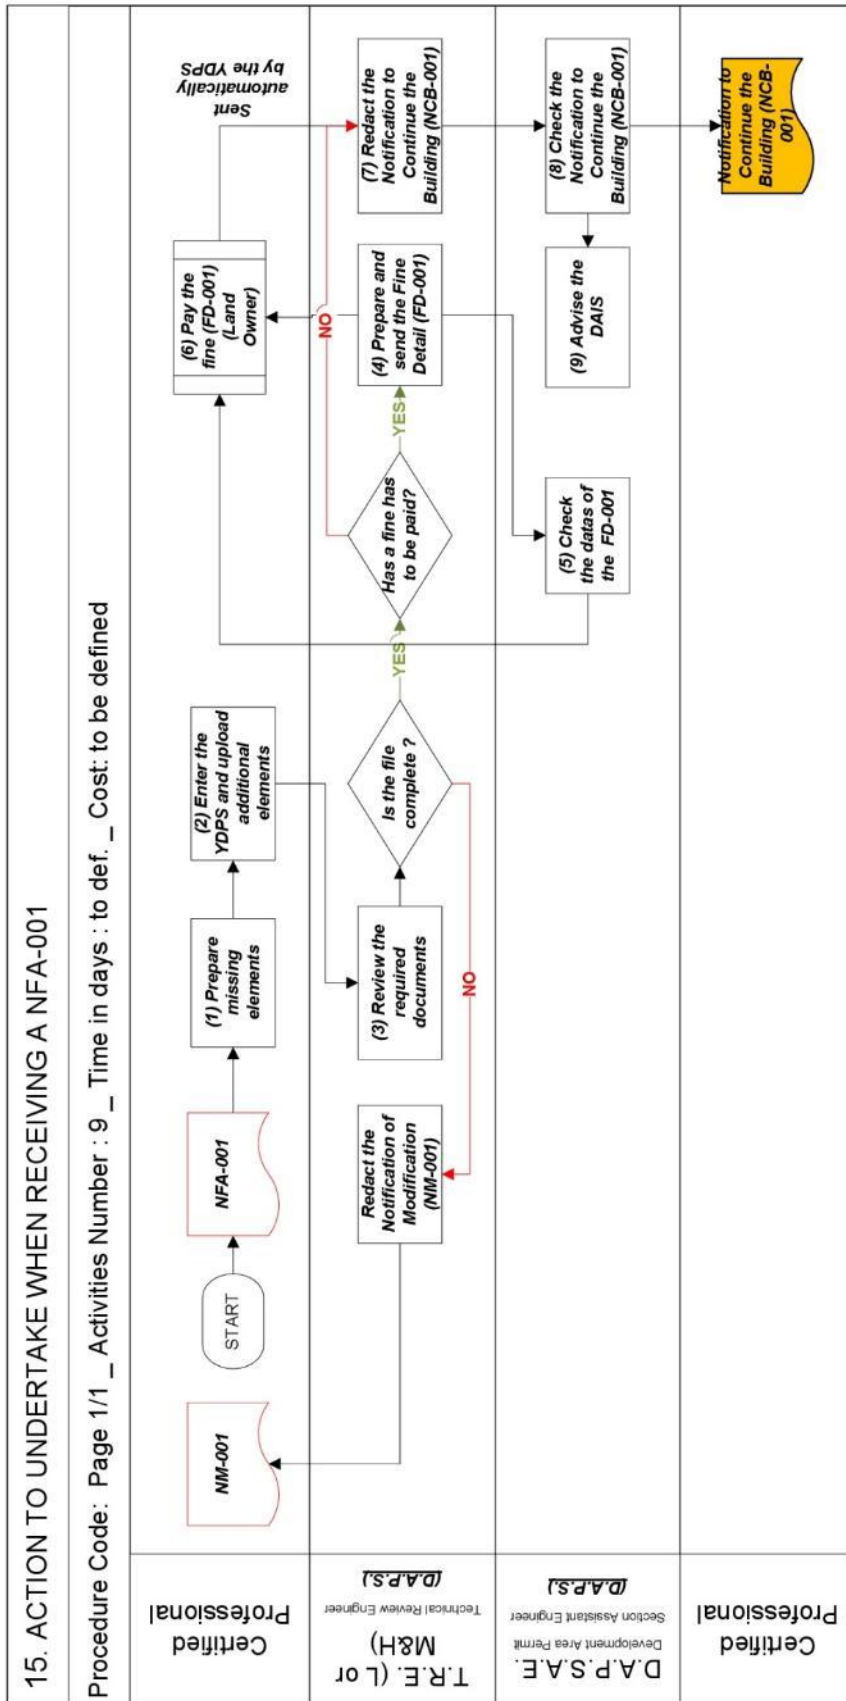 15. ACTION TO UNDERTAKE WHEN RECEIVING A NFA-001
Procedure Code: Page 1/1 _ Activities Number : 9 _ Time in days : to def. _ Cost: to be defined
Certified
Professional
NM-001
START
NFA-001
(1) Prepare
missing
elements
(2) Enter the
YDPS and upload
additional
elements
(6) Pay the
fine (FD-001)
(Land
Owner)
Sent
automatically
by the YDPS
T.R.E. (L or
M&H)
Technical Review Engineer
(D.A.P.S.)
Redact the
Notification of
Modification
(NM-001)
(3) Review the
required
documents
Is the file
complete ?
NO
YES
Has a fine has
to be paid?
NO
YES
(4) Prepare and
send the Fine
Detail (FD-001)
(7) Redact the
Notification to
Continue the
Building (NCB-001)
D.A.P.S.A.E.
Development Area Permit
Section Assistant Engineer
(D.A.P.S.)
(5) Check
the datas of
the FD-001
(9) Advise the
DAIS
(8) Check the
Notification to
Continue the
Building (NCB-001)
Certified
Professional
Notification to
Continue the
Building (NCB-
001)